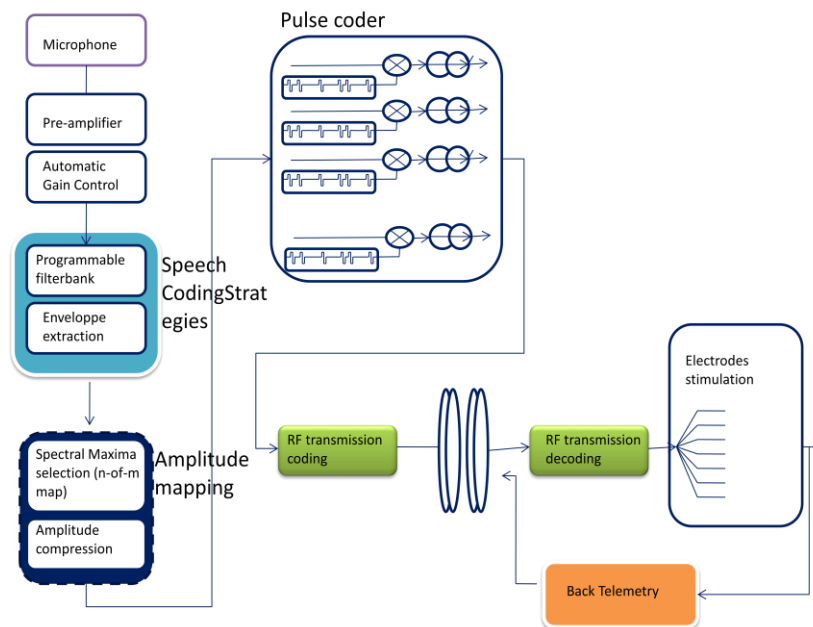 Pulse coder
Microphone
Pre-amplifier
Automatic
Gain Control
Programmable
filterbank
Enveloppe
extraction
Speech
CodingStrat
egies
Spectral Maxima
selection (n-of-m
map)
Amplitude
compression
Amplitude
mapping
RF transmission
coding
RF transmission
decoding
Electrodes
stimulation
Back Telemetry